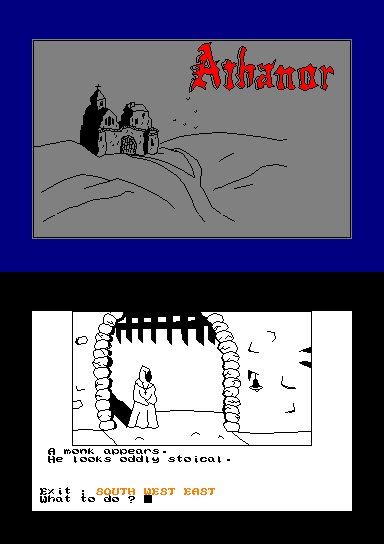 Athanor
A monk appears.
He looks oddly stoical.
Exit : SOUTH WEST EAST
What to do ?